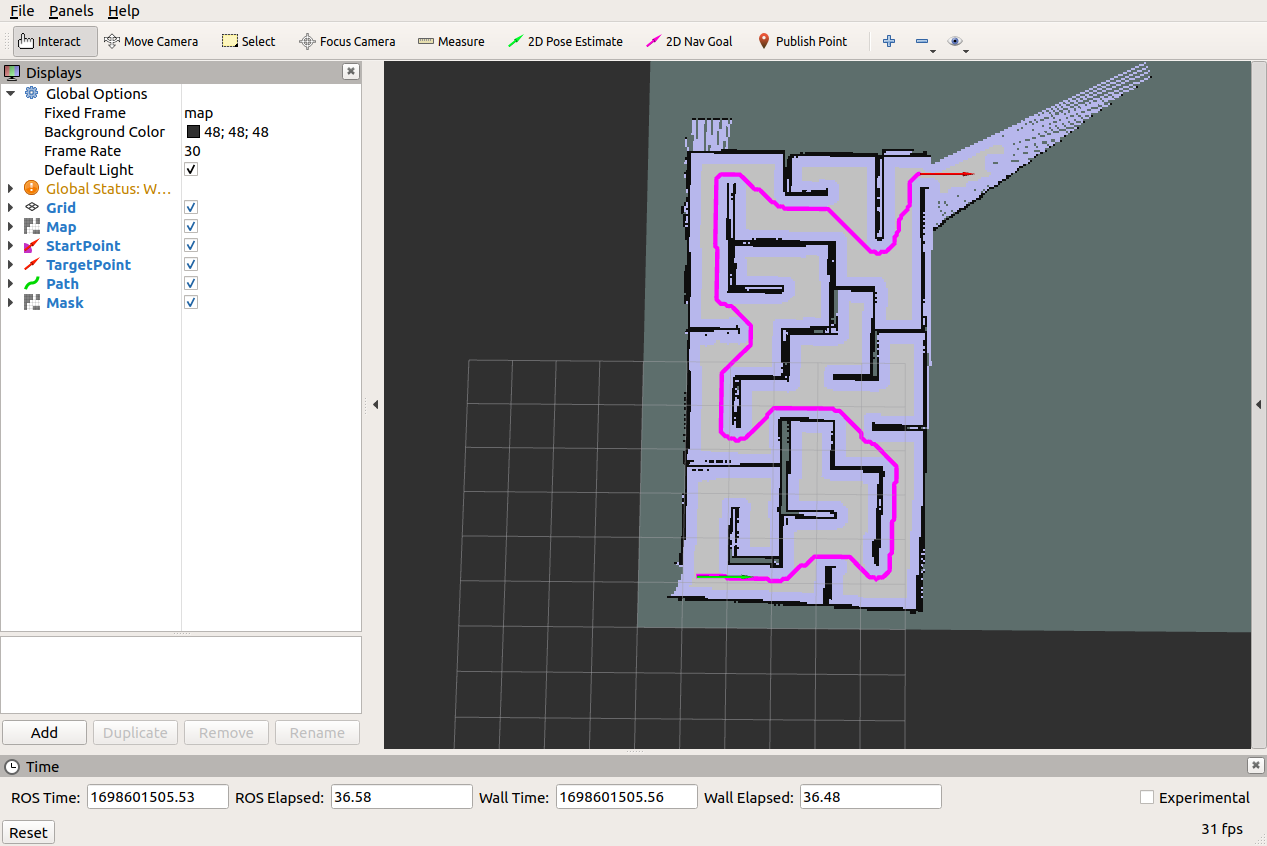 File Panels Help
Interact Move Camera Select Focus Camera Measure 2D Pose Estimate 2D Nav Goal Publish Point
Displays
Global Options
Fixed Frame map
Background Color 48; 48; 48
Frame Rate 30
Default Light
Global Status: W...
Grid
Map
StartPoint
TargetPoint
Path
Mask
Add Duplicate Remove Rename
Time
ROS Time: 1698601505.53 ROS Elapsed: 36.58 Wall Time: 1698601505.56 Wall Elapsed: 36.48 Experimental
Reset 31 fps